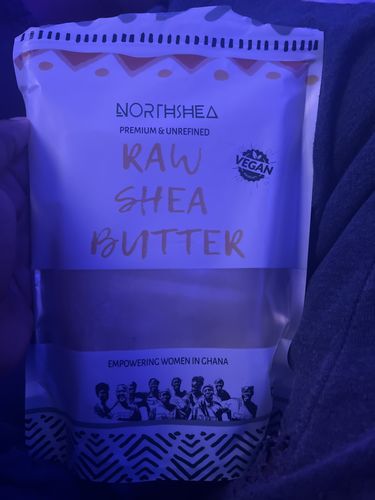 NORTHSHEA
PREMIUM & UNREFINED
RAW
SHEA
BUTTER
VEGAN
EMPOWERING WOMEN IN GHANA